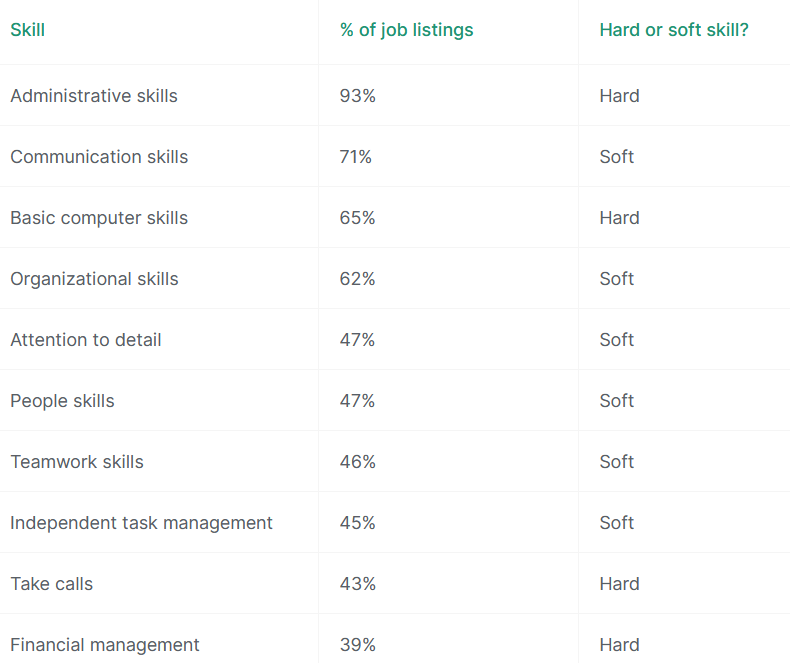 Skill % of job listings Hard or soft skill?
Administrative skills 93% Hard
Communication skills 71% Soft
Basic computer skills 65% Hard
Organizational skills 62% Soft
Attention to detail 47% Soft
People skills 47% Soft
Teamwork skills 46% Soft
Independent task management 45% Soft
Take calls 43% Hard
Financial management 39% Hard